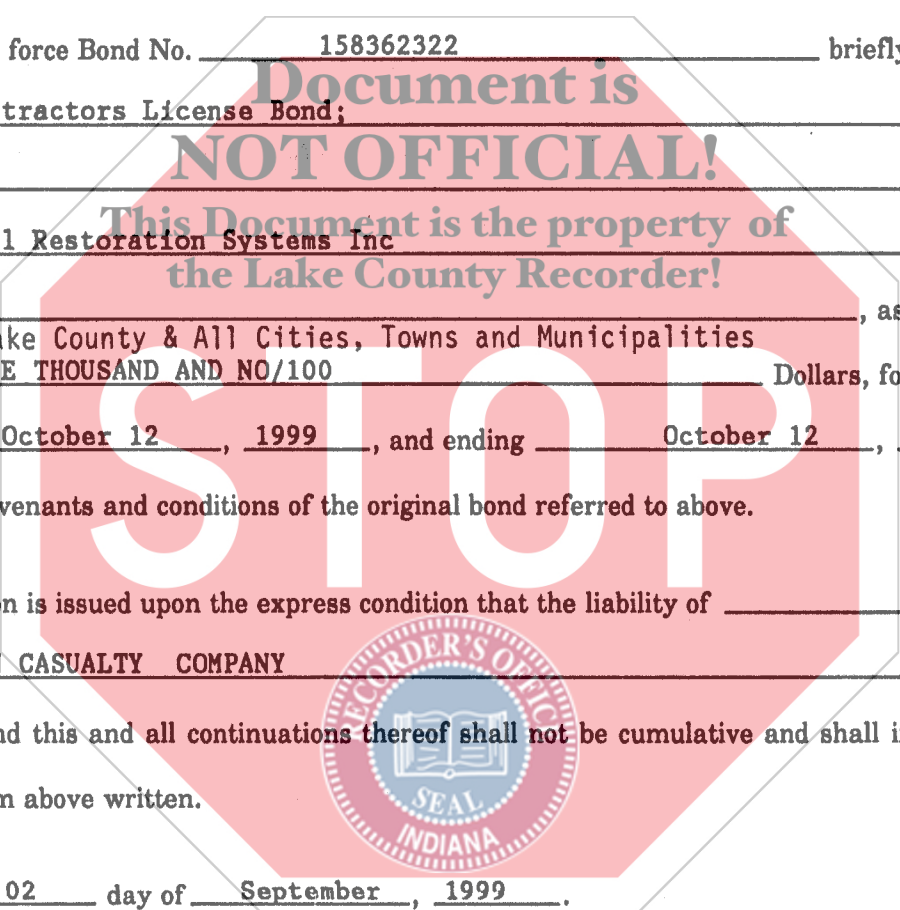 force Bond No. 158362322 briefly
Document is
tractors License Bond;
NOT OFFICIAL!
This Document is the property of
l Restoration Systems Inc
the Lake County Recorder!
, as
ke County & All Cities, Towns and Municipalities
E THOUSAND AND NO/100 Dollars, fo
STOP
October 12, 1999, and ending October 12,
venants and conditions of the original bond referred to above.
n is issued upon the express condition that the liability of
CASUALTY COMPANY
RECORDER'S OFFICE
nd this and all continuations thereof shall not be cumulative and shall i
m above written.
SEAL
INDIANA
02 day of September, 1999.